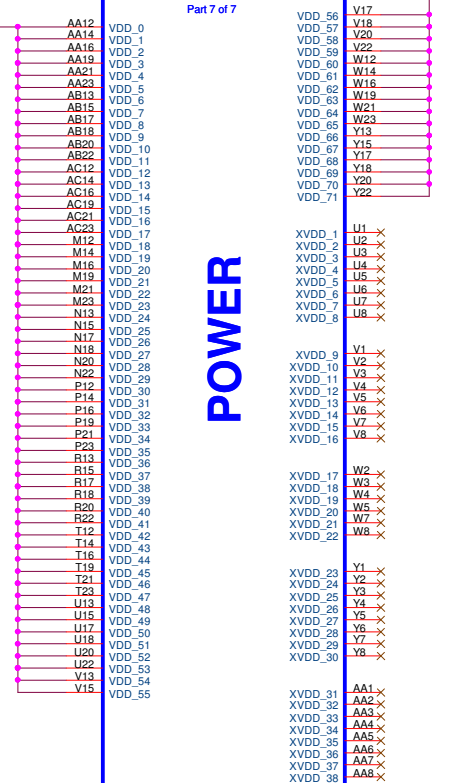 Part 7 of 7
AA12 VDD_0
AA14 VDD_1
AA16 VDD_2
AA19 VDD_3
AA21 VDD_4
AA23 VDD_5
AB13 VDD_6
AB15 VDD_7
AB17 VDD_8
AB18 VDD_9
AB20 VDD_10
AB22 VDD_11
AC12 VDD_12
AC14 VDD_13
AC16 VDD_14
AC19 VDD_15
AC21 VDD_16
AC23 VDD_17
M12 VDD_18
M14 VDD_19
M16 VDD_20
M19 VDD_21
M21 VDD_22
M23 VDD_23
N13 VDD_24
N15 VDD_25
N17 VDD_26
N18 VDD_27
N20 VDD_28
N22 VDD_29
P12 VDD_30
P14 VDD_31
P16 VDD_32
P19 VDD_33
P21 VDD_34
P23 VDD_35
R13 VDD_36
R15 VDD_37
R17 VDD_38
R18 VDD_39
R20 VDD_40
R22 VDD_41
T12 VDD_42
T14 VDD_43
T16 VDD_44
T19 VDD_45
T21 VDD_46
T23 VDD_47
U13 VDD_48
U15 VDD_49
U17 VDD_50
U18 VDD_51
U20 VDD_52
U22 VDD_53
V13 VDD_54
V15 VDD_55
POWER
VDD_56 V17
VDD_57 V18
VDD_58 V20
VDD_59 V22
VDD_60 W12
VDD_61 W14
VDD_62 W16
VDD_63 W19
VDD_64 W21
VDD_65 W23
VDD_66 Y13
VDD_67 Y15
VDD_68 Y17
VDD_69 Y18
VDD_70 Y20
VDD_71 Y22
XVDD_1 U1
XVDD_2 U2
XVDD_3 U3
XVDD_4 U4
XVDD_5 U5
XVDD_6 U6
XVDD_7 U7
XVDD_8 U8
XVDD_9 V1
XVDD_10 V2
XVDD_11 V3
XVDD_12 V4
XVDD_13 V5
XVDD_14 V6
XVDD_15 V7
XVDD_16 V8
XVDD_17 W2
XVDD_18 W3
XVDD_19 W4
XVDD_20 W5
XVDD_21 W7
XVDD_22 W8
XVDD_23 Y1
XVDD_24 Y2
XVDD_25 Y3
XVDD_26 Y4
XVDD_27 Y5
XVDD_28 Y6
XVDD_29 Y7
XVDD_30 Y8
XVDD_31 AA1
XVDD_32 AA2
XVDD_33 AA3
XVDD_34 AA4
XVDD_35 AA5
XVDD_36 AA6
XVDD_37 AA7
XVDD_38 AA8